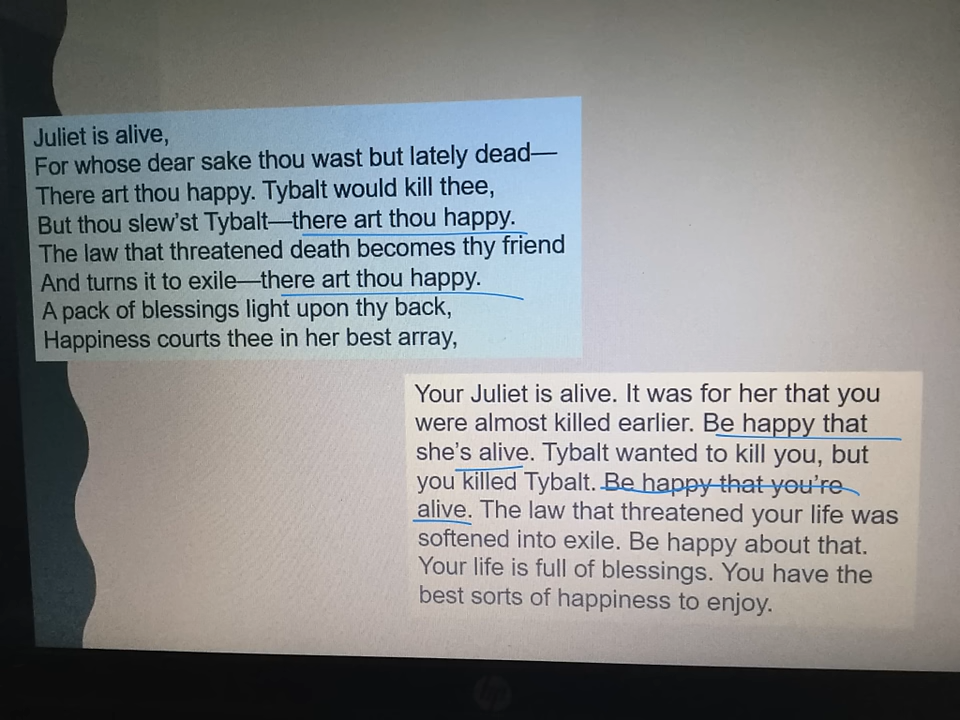 Juliet is alive,
For whose dear sake thou wast but lately dead—
There art thou happy. Tybalt would kill thee,
But thou slew'st Tybalt—there art thou happy.
The law that threatened death becomes thy friend
And turns it to exile—there art thou happy.
A pack of blessings light upon thy back,
Happiness courts thee in her best array,
Your Juliet is alive. It was for her that you
were almost killed earlier. Be happy that
she's alive. Tybalt wanted to kill you, but
you killed Tybalt. Be happy that you're
alive. The law that threatened your life was
softened into exile. Be happy about that.
Your life is full of blessings. You have the
best sorts of happiness to enjoy.
hp